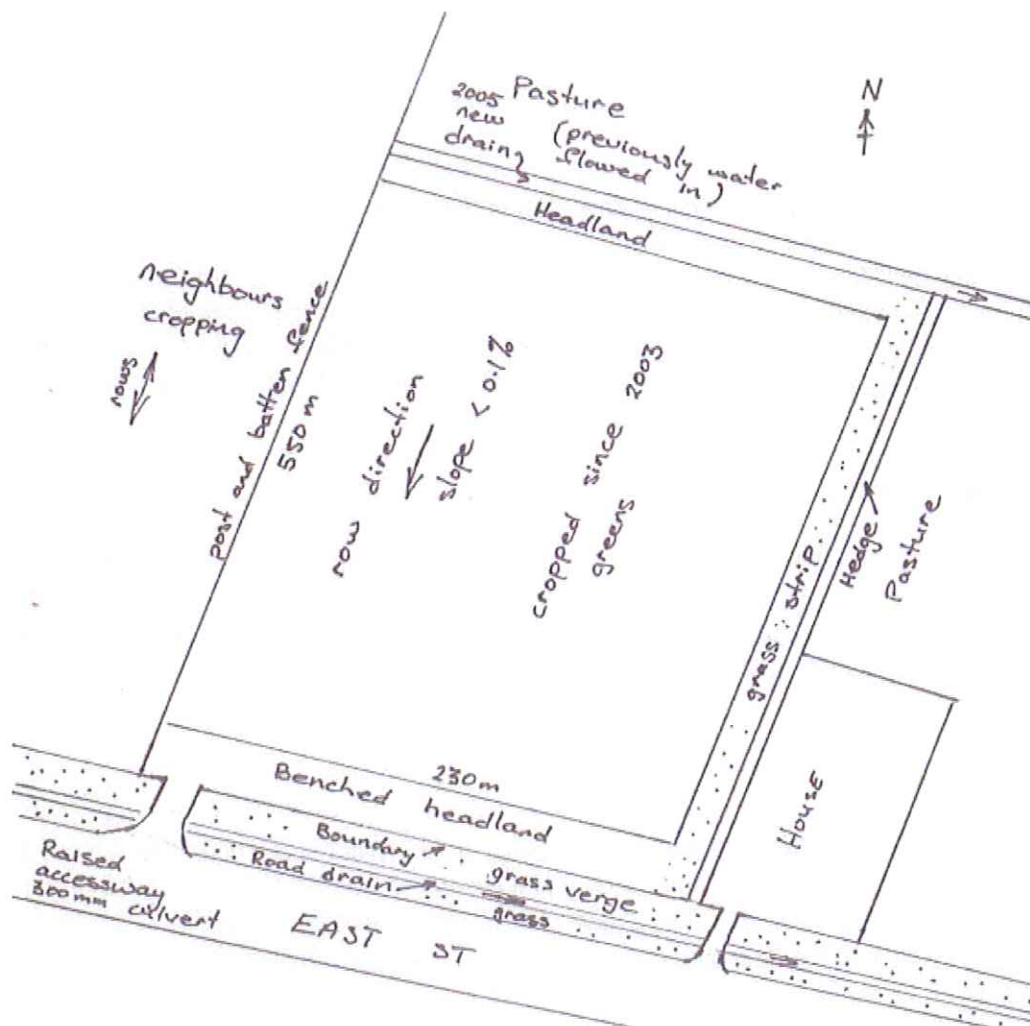 2005 Pasture
new (previously water
draing flowed in)
N
Headland
neighbours
cropping
rows
post and batten fence
550 m
row direction
slope < 0.1%
cropped since 2003
greens
grass strip
Hedge
Pasture
House
230m
Benched headland
Boundary
grass verge
Road drain
grass
Raised
accessway
300mm culvert
EAST ST